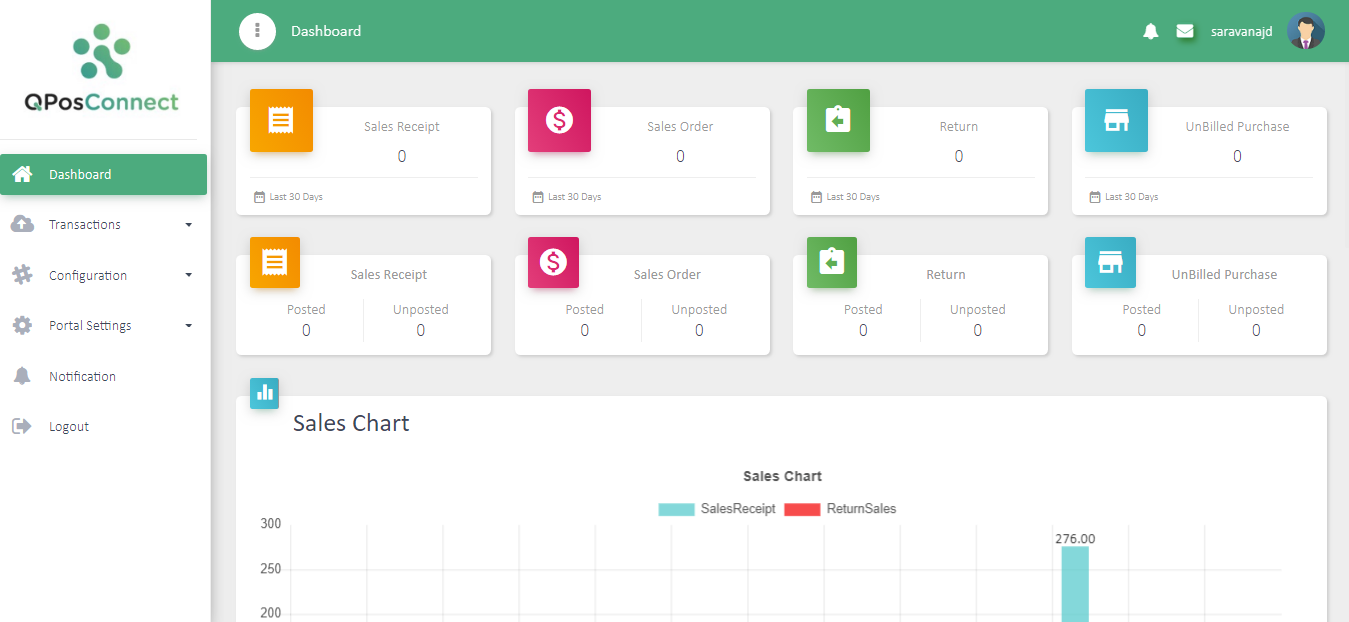 QPosConnect
Dashboard
Transactions
Configuration
Portal Settings
Notification
Logout
Dashboard
saravanajd
Sales Receipt
0
Last 30 Days
Sales Order
0
Last 30 Days
Return
0
Last 30 Days
UnBilled Purchase
0
Last 30 Days
Sales Receipt
Posted Unposted
0 0
Sales Order
Posted Unposted
0 0
Return
Posted Unposted
0 0
UnBilled Purchase
Posted Unposted
0 0
Sales Chart
Sales Chart
SalesReceipt ReturnSales
300
276.00
250
200